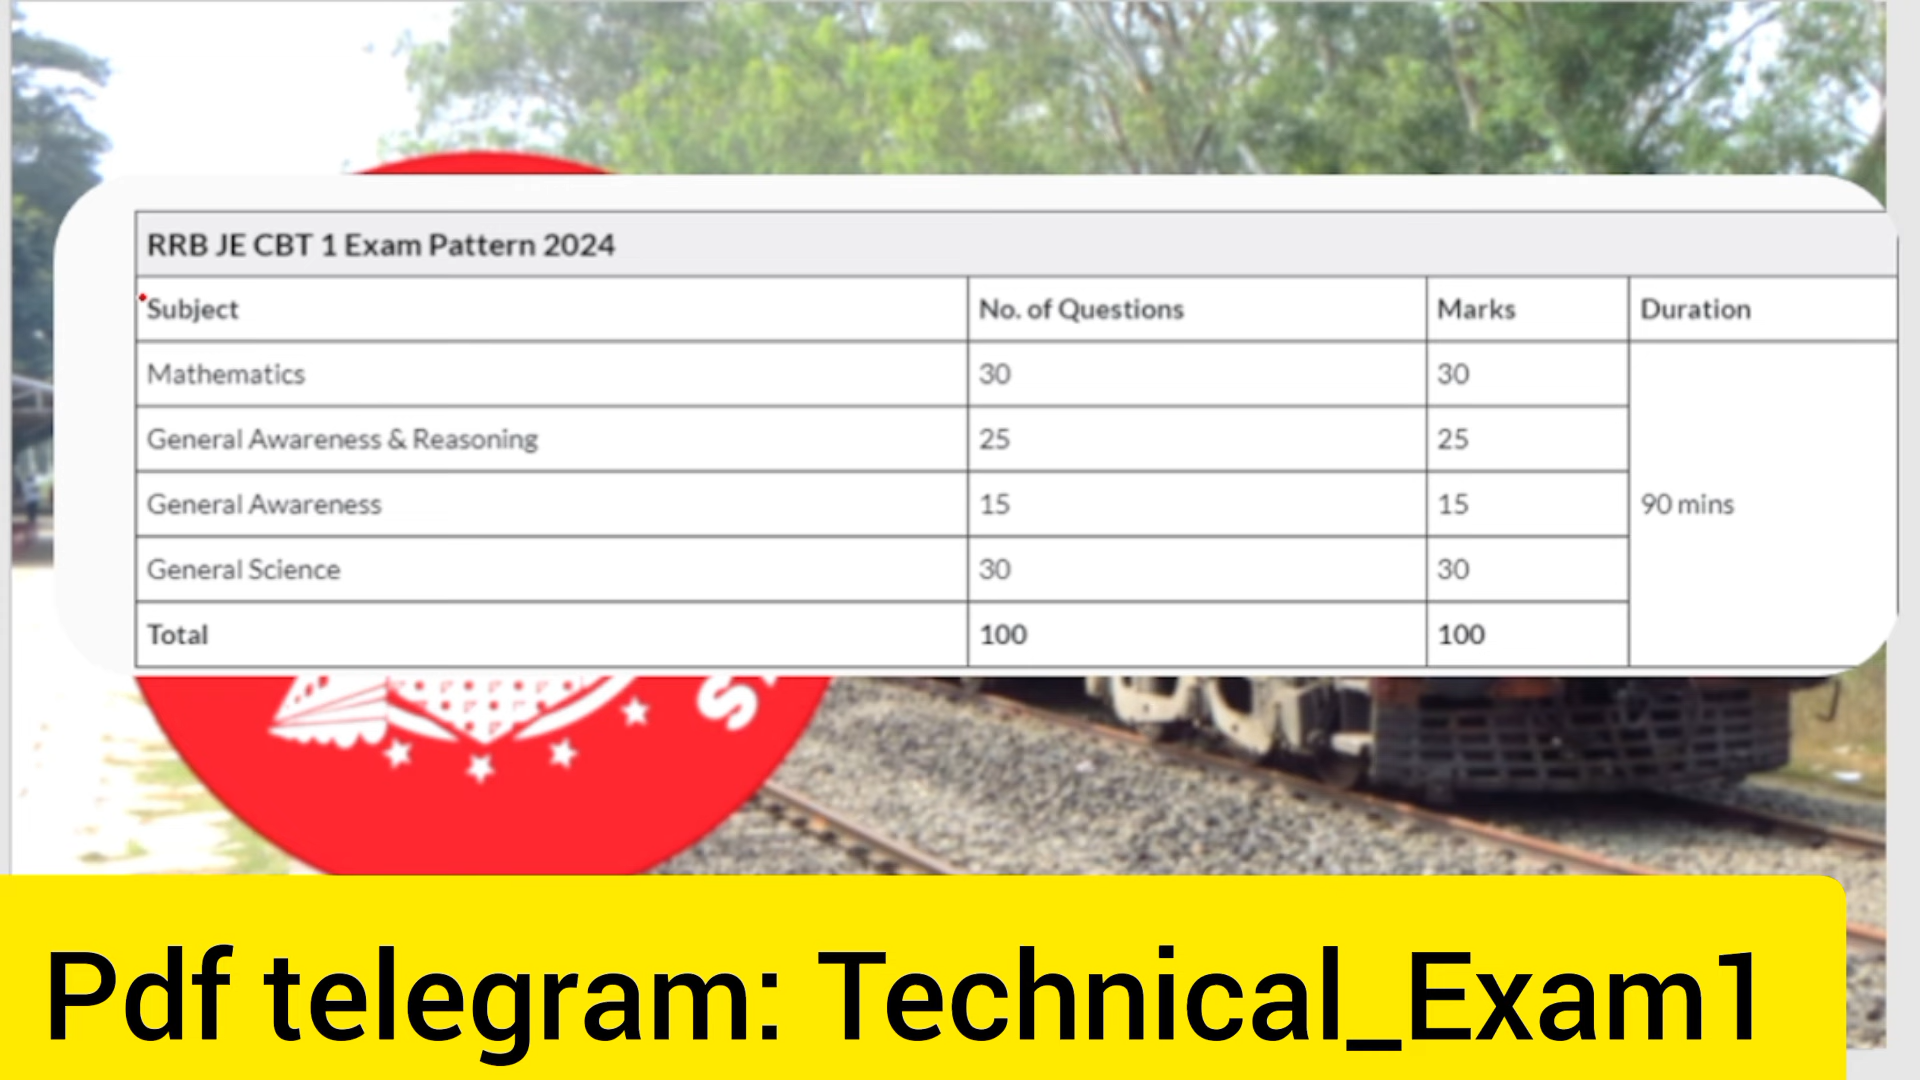 RRB JE CBT 1 Exam Pattern 2024
Subject No. of Questions Marks Duration
Mathematics 30 30
General Awareness & Reasoning 25 25
General Awareness 15 15 90 mins
General Science 30 30
Total 100 100
Pdf telegram: Technical_Exam1